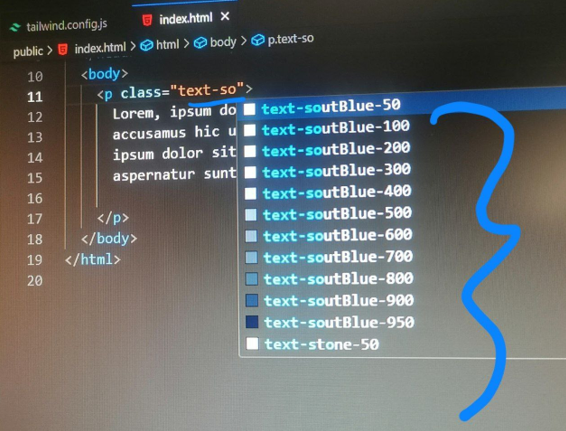 tailwind.config.js index.html ×
public > index.html > html > body > p.text-so
10 <body>
11 <p class="text-so">
12 Lorem, ipsum do
13 accusamus hic u
14 ipsum dolor sit
15 aspernatur sunt
16
17 </p>
18 </body>
19 </html>
20
text-soutBlue-50
text-soutBlue-100
text-soutBlue-200
text-soutBlue-300
text-soutBlue-400
text-soutBlue-500
text-soutBlue-600
text-soutBlue-700
text-soutBlue-800
text-soutBlue-900
text-soutBlue-950
text-stone-50